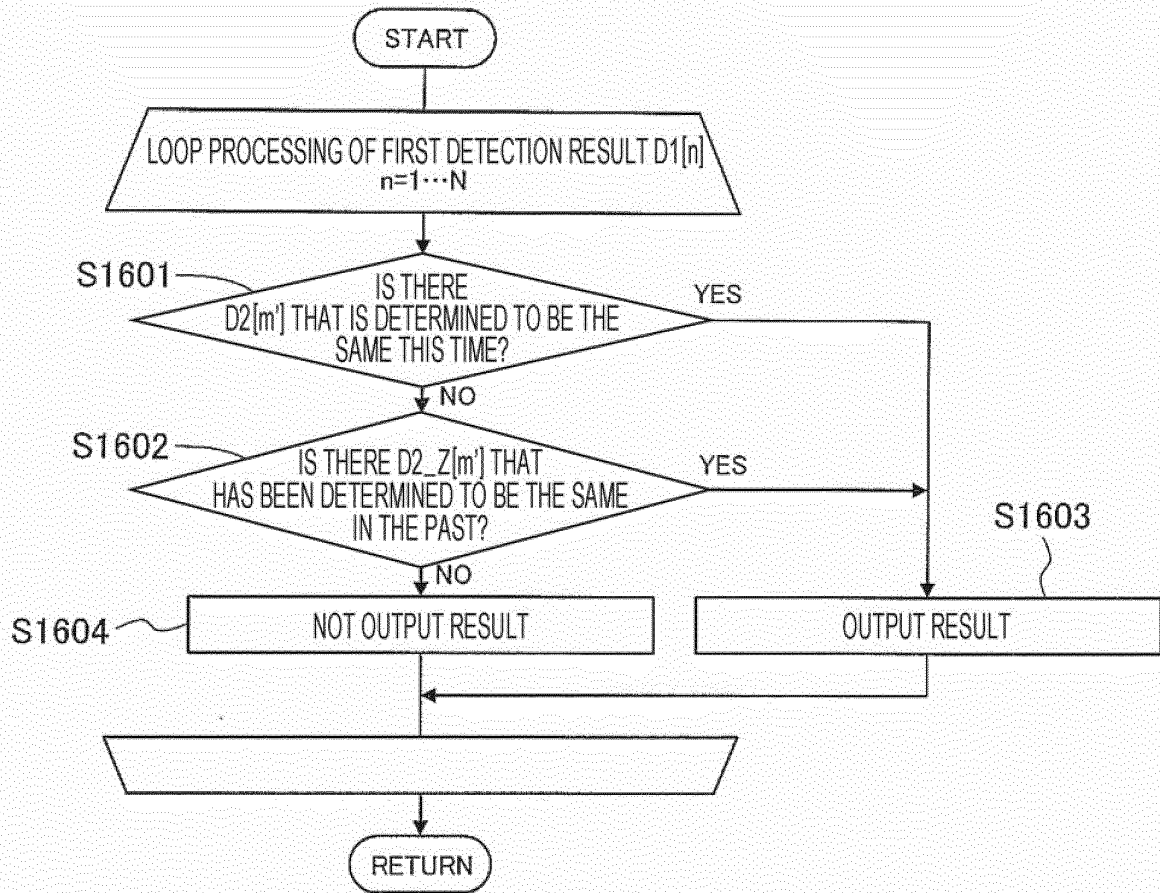 START
LOOP PROCESSING OF FIRST DETECTION RESULT D1[n]
n=1···N
S1601
IS THERE
D2[m'] THAT IS DETERMINED TO BE THE
SAME THIS TIME?
YES
NO
S1602
IS THERE D2_Z[m'] THAT
HAS BEEN DETERMINED TO BE THE SAME
IN THE PAST?
YES
NO
S1603
S1604
NOT OUTPUT RESULT
OUTPUT RESULT
RETURN